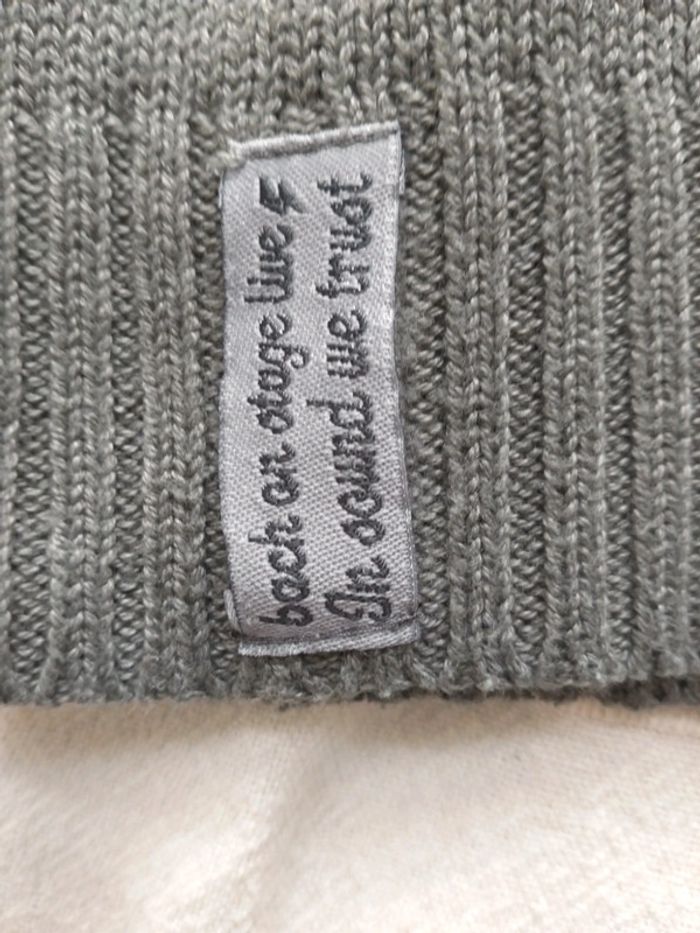 back on stage live
In sound we trust